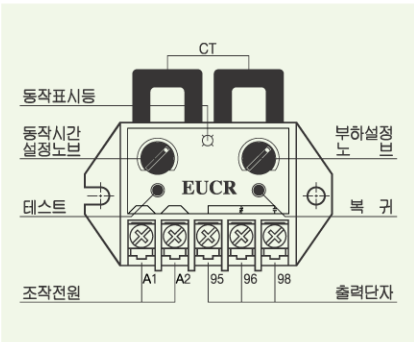 CT
동작표시등
동작시간
설정노브
부하설정
노 브
EUCR
테스트
복 귀
A1 A2 95 96 98
조작전원
출력단자